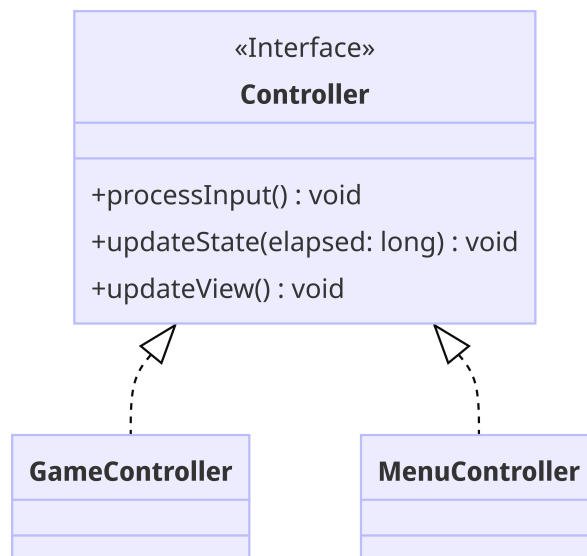 «Interface»
Controller
+processInput() : void
+updateState(elapsed: long) : void
+updateView() : void
GameController
MenuController